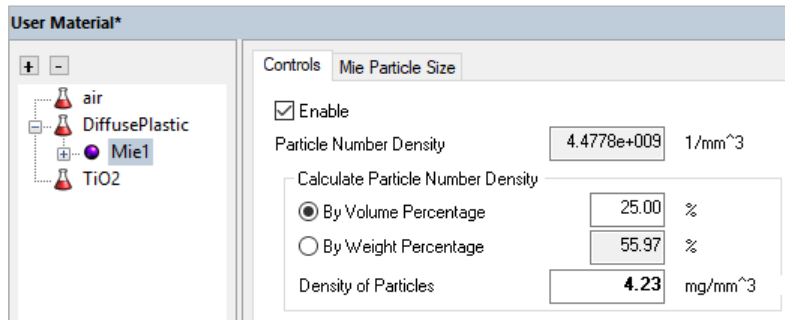 User Material*
+ -
air
DiffusePlastic
Mie1
TiO2
Controls Mie Particle Size
Enable
Particle Number Density 4.4778e+009 1/mm^3
Calculate Particle Number Density
By Volume Percentage 25.00 %
By Weight Percentage 55.97 %
Density of Particles 4.23 mg/mm^3